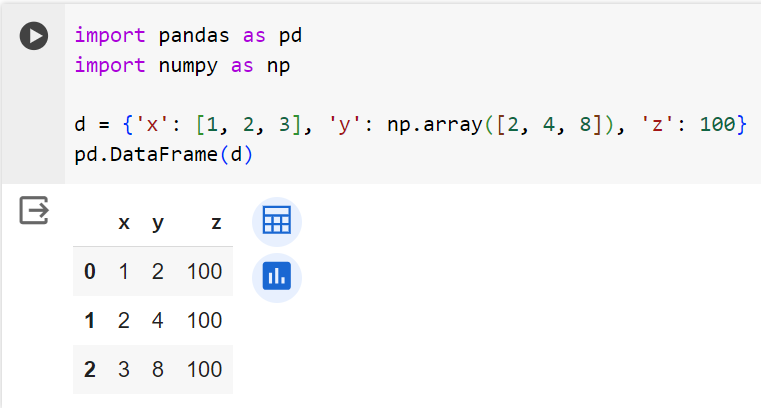 import pandas as pd
import numpy as np
d = {'x': [1, 2, 3], 'y': np.array([2, 4, 8]), 'z': 100}
pd.DataFrame(d)
x y z
0 1 2 100
1 2 4 100
2 3 8 100